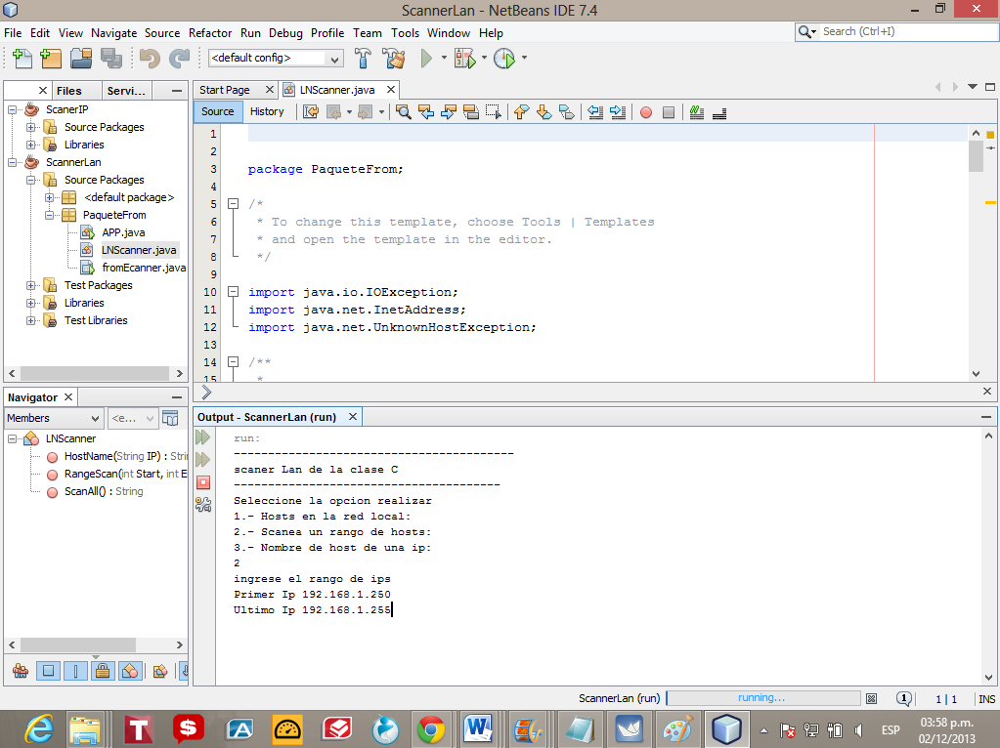 ScannerLan - NetBeans IDE 7.4
File Edit View Navigate Source Refactor Run Debug Profile Team Tools Window Help
Search (Ctrl+I)
<default config>
Files Servi...
ScanerIP
Source Packages
Libraries
ScannerLan
Source Packages
<default package>
PaqueteFrom
APP.java
LNScanner.java
fromEcanner.java
Test Packages
Libraries
Test Libraries
Start Page LNScanner.java
Source History
1
2
3 package PaqueteFrom;
4
5 /*
6 * To change this template, choose Tools | Templates
7 * and open the template in the editor.
8 */
9
10 import java.io.IOException;
11 import java.net.InetAddress;
12 import java.net.UnknownHostException;
13
14 /**
15 *
Navigator
Members <e...
LNScanner
HostName(String IP) : Stri
RangeScan(int Start, int E
ScanAll() : String
Output - ScannerLan (run)
run:
-----------------------------------------
scaner Lan de la clase C
---------------------------------------
Seleccione la opcion realizar
1.- Hosts en la red local:
2.- Scanea un rango de hosts:
3.- Nombre de host de una ip:
2
ingrese el rango de ips
Primer Ip 192.168.1.250
Ultimo Ip 192.168.1.255
ScannerLan (run) running... 1 1 | 1 INS
ESP
03:58 p.m.
02/12/2013